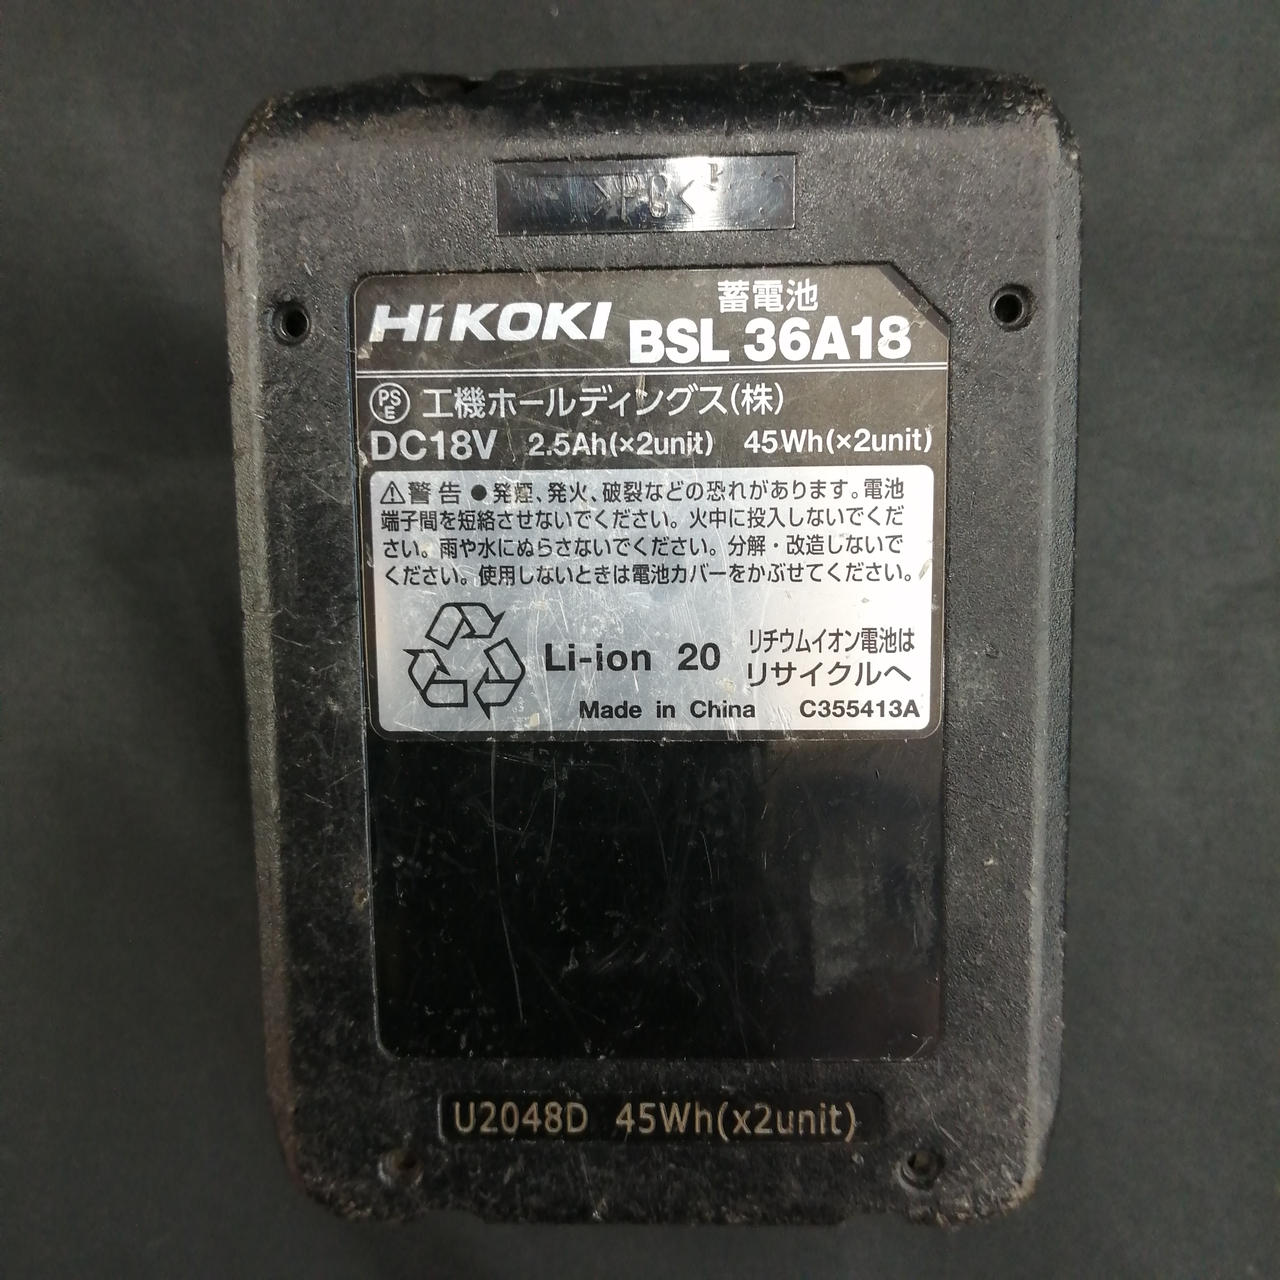 >PC<
HiKOKI 蓄電池
BSL 36A18
PSE 工機ホールディングス(株)
DC18V 2.5Ah(×2unit) 45Wh(×2unit)
⚠警告 ●発煙、発火、破裂などの恐れがあります。電池
端子間を短絡させないでください。火中に投入しないでくだ
さい。雨や水にぬらさないでください。分解・改造しないで
ください。使用しないときは電池カバーをかぶせてください。
Li-ion 20 リチウムイオン電池は
リサイクルへ
Made in China C355413A
U2048D 45Wh(x2unit)